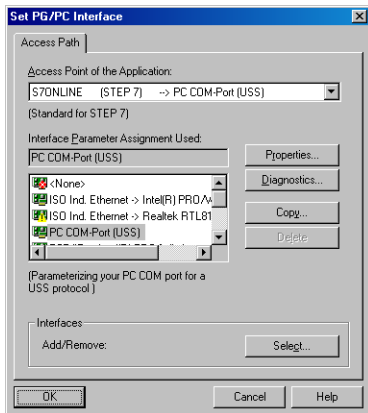 Set PG/PC Interface
Access Path
Access Point of the Application:
S7ONLINE (STEP 7) --> PC COM-Port (USS)
(Standard for STEP 7)
Interface Parameter Assignment Used:
PC COM-Port (USS)
Properties...
<None>
Diagnostics...
ISO Ind. Ethernet -> Intel(R) PRO/
ISO Ind. Ethernet -> Realtek RTL81
Copy...
PC COM-Port (USS)
Delete
(Parameterizing your PC COM port for a
USS protocol )
Interfaces
Add/Remove:
Select...
OK
Cancel
Help